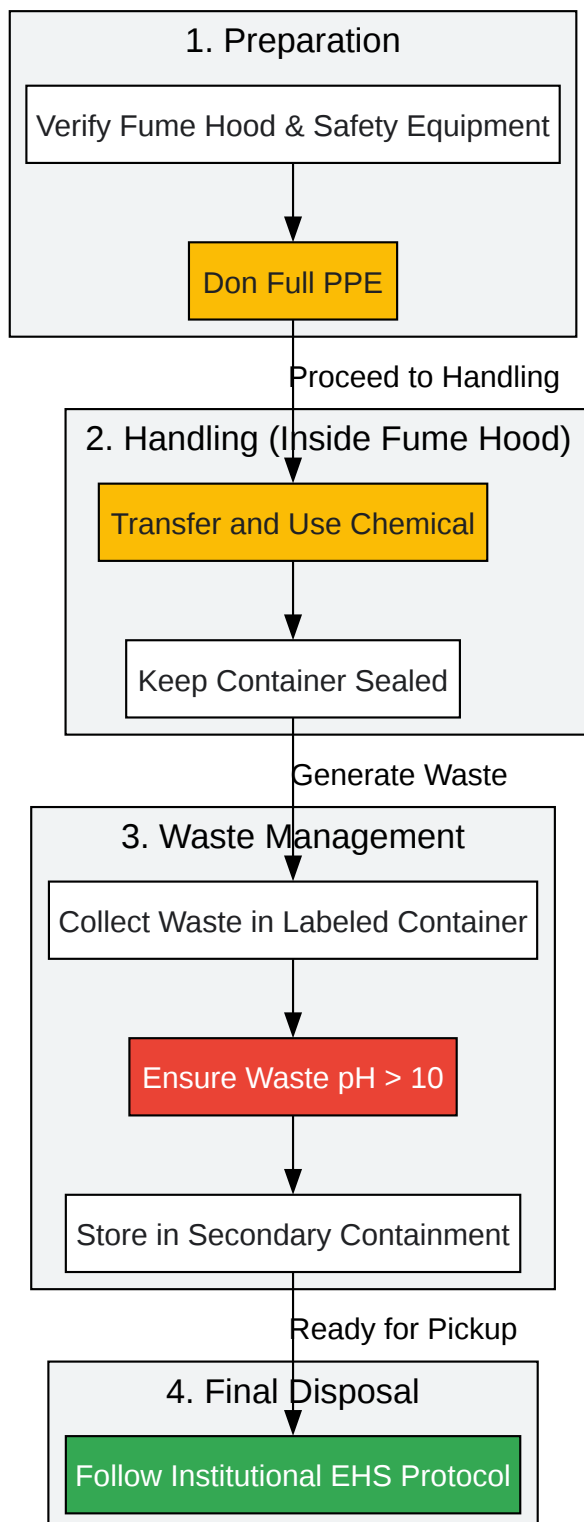 1. Preparation
Verify Fume Hood & Safety Equipment
Don Full PPE
Proceed to Handling
2. Handling (Inside Fume Hood)
Transfer and Use Chemical
Keep Container Sealed
Generate Waste
3. Waste Management
Collect Waste in Labeled Container
Ensure Waste pH > 10
Store in Secondary Containment
Ready for Pickup
4. Final Disposal
Follow Institutional EHS Protocol